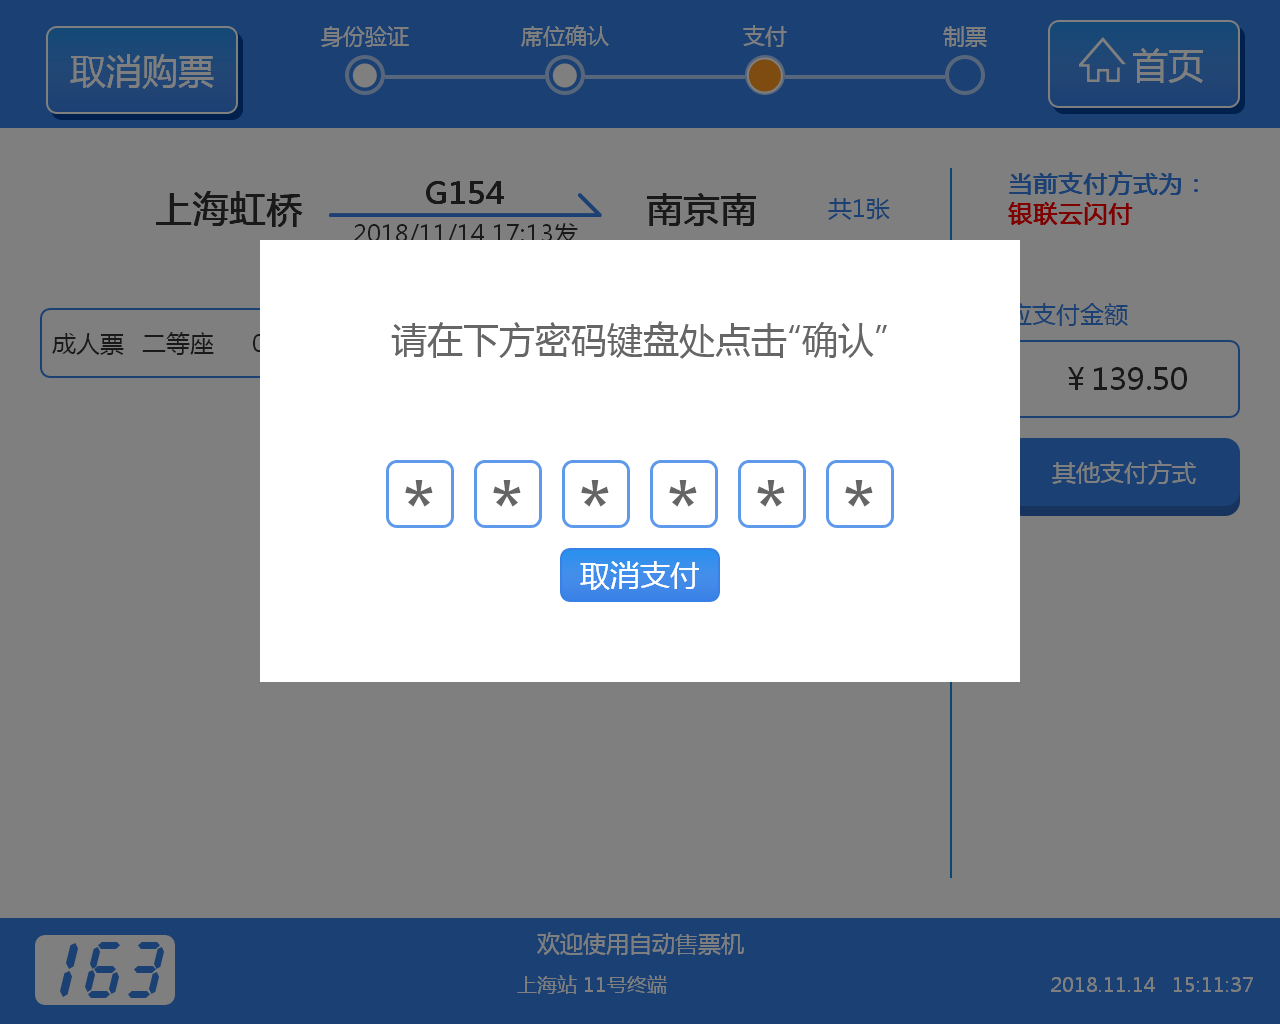 取消购票
身份验证
席位确认
支付
制票
首页
上海虹桥
G154
2018/11/14 17:13发
南京南
共1张
当前支付方式为：
银联云闪付
成人票 二等座
应支付金额
¥ 139.50
其他支付方式
请在下方密码键盘处点击“确认”
* * * * * *
取消支付
163
欢迎使用自动售票机
上海站 11号终端
2018.11.14 15:11:37